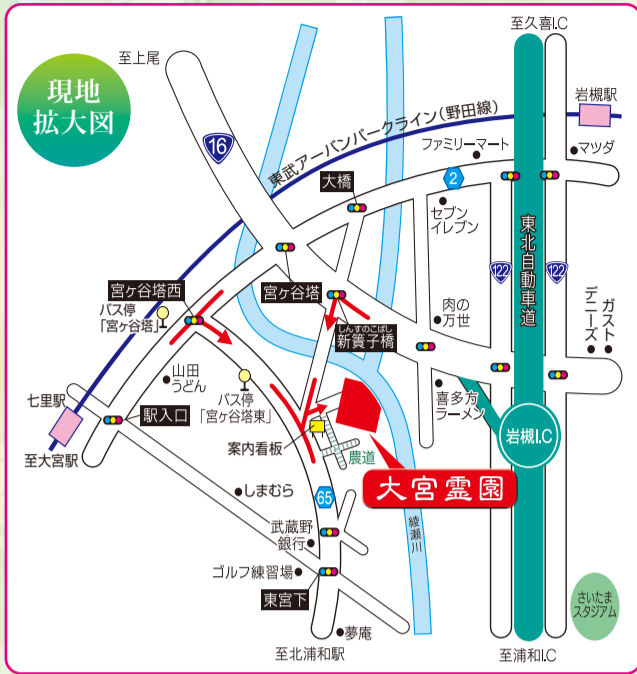 至久喜I.C
至上尾
現地
拡大図
岩槻駅
16
東武アーバンパークライン(野田線)
ファミリーマート
マツダ
大橋
2
セブン
イレブン
東北自動車道
122
122
宮ヶ谷塔西
バス停
「宮ヶ谷塔」
宮ヶ谷塔
しんすのこばし
新簀子橋
肉の
万世
ガスト
デニーズ
山田
うどん
バス停
「宮ヶ谷塔東」
喜多方
ラーメン
七里駅
駅入口
至大宮駅
案内看板
農道
岩槻I.C
大宮霊園
しまむら
65
武蔵野
銀行
綾瀬川
ゴルフ練習場
東宮下
さいたま
スタジアム
夢庵
至北浦和駅
至浦和I.C